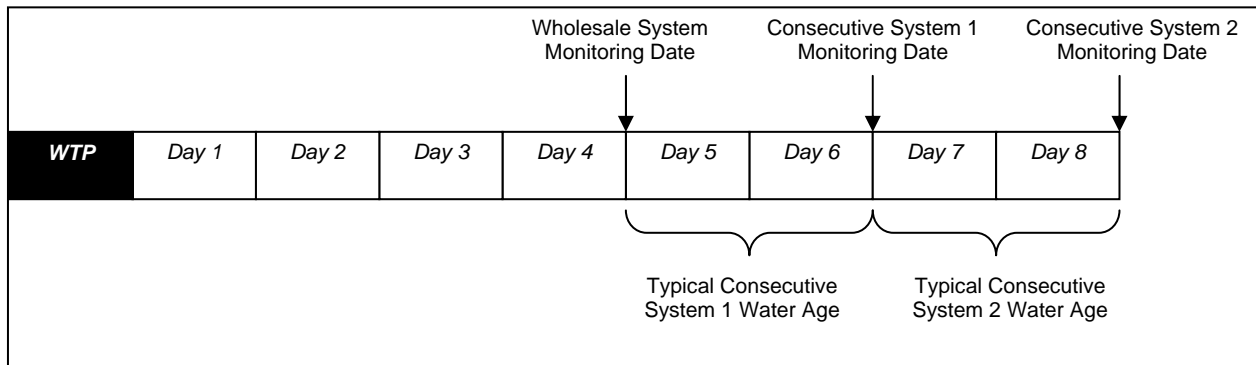 Wholesale System
Monitoring Date
Consecutive System 1
Monitoring Date
Consecutive System 2
Monitoring Date
WTP Day 1 Day 2 Day 3 Day 4 Day 5 Day 6 Day 7 Day 8
Typical Consecutive
System 1 Water Age
Typical Consecutive
System 2 Water Age